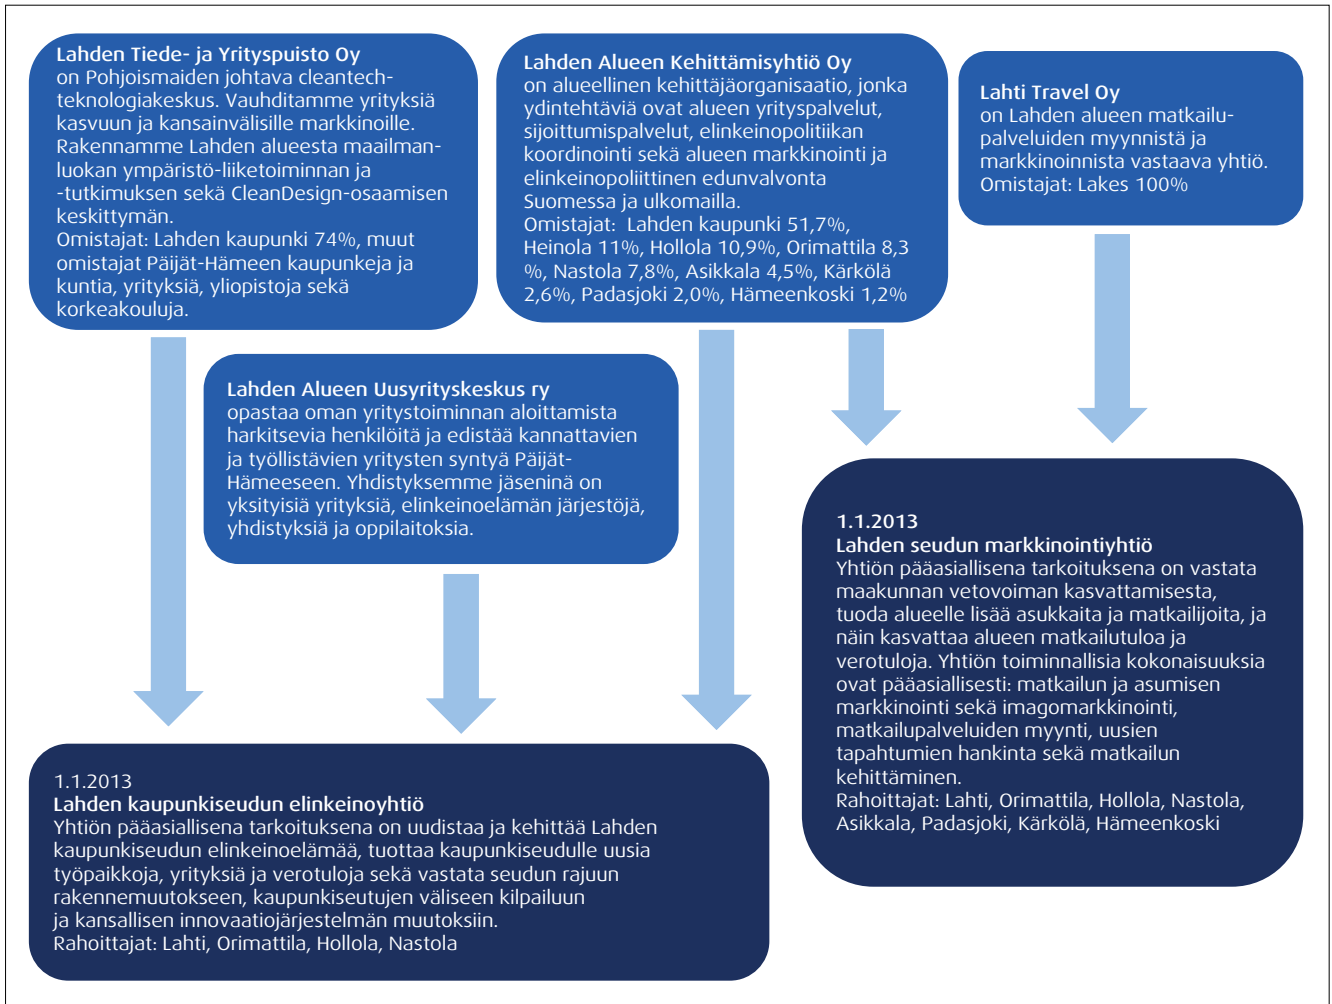 Lahden Tiede- ja Yrityspuisto Oy
on Pohjoismaiden johtava cleantech-
teknologiakeskus. Vauhditamme yrityksiä
kasvuun ja kansainvälisille markkinoille.
Rakennamme Lahden alueesta maailman-
luokan ympäristö-liiketoiminnan ja
-tutkimuksen sekä CleanDesign-osaamisen
keskittymän.
Omistajat: Lahden kaupunki 74%, muut
omistajat Päijät-Hämeen kaupunkeja ja
kuntia, yrityksiä, yliopistoja sekä
korkeakouluja.
Lahden Alueen Kehittämisyhtiö Oy
on alueellinen kehittäjäorganisaatio, jonka
ydintehtäviä ovat alueen yrityspalvelut,
sijoittumispalvelut, elinkeinopolitiikan
koordinointi sekä alueen markkinointi ja
elinkeinopoliittinen edunvalvonta
Suomessa ja ulkomailla.
Omistajat: Lahden kaupunki 51,7%,
Heinola 11%, Hollola 10,9%, Orimattila 8,3
%, Nastola 7,8%, Asikkala 4,5%, Kärkölä
2,6%, Padasjoki 2,0%, Hämeenkoski 1,2%
Lahti Travel Oy
on Lahden alueen matkailu-
palveluiden myynnistä ja
markkinoinnista vastaava yhtiö.
Omistajat: Lakes 100%
Lahden Alueen Uusyrityskeskus ry
opastaa oman yritystoiminnan aloittamista
harkitsevia henkilöitä ja edistää kannattavien
ja työllistävien yritysten syntyä Päijät-
Hämeeseen. Yhdistyksemme jäseninä on
yksityisiä yrityksiä, elinkeinoelämän järjestöjä,
yhdistyksiä ja oppilaitoksia.
1.1.2013
Lahden seudun markkinointiyhtiö
Yhtiön pääasiallisena tarkoituksena on vastata
maakunnan vetovoiman kasvattamisesta,
tuoda alueelle lisää asukkaita ja matkailijoita, ja
näin kasvattaa alueen matkailutuloa ja
verotuloja. Yhtiön toiminnallisia kokonaisuuksia
ovat pääasiallisesti: matkailun ja asumisen
markkinointi sekä imagomarkkinointi,
matkailupalveluiden myynti, uusien
tapahtumien hankinta sekä matkailun
kehittäminen.
Rahoittajat: Lahti, Orimattila, Hollola, Nastola,
Asikkala, Padasjoki, Kärkölä, Hämeenkoski
1.1.2013
Lahden kaupunkiseudun elinkeinoyhtiö
Yhtiön pääasiallisena tarkoituksena on uudistaa ja kehittää Lahden
kaupunkiseudun elinkeinoelämää, tuottaa kaupunkiseudulle uusia
työpaikkoja, yrityksiä ja verotuloja sekä vastata seudun rajuun
rakennemuutokseen, kaupunkiseutujen väliseen kilpailuun
ja kansallisen innovaatiojärjestelmän muutoksiin.
Rahoittajat: Lahti, Orimattila, Hollola, Nastola